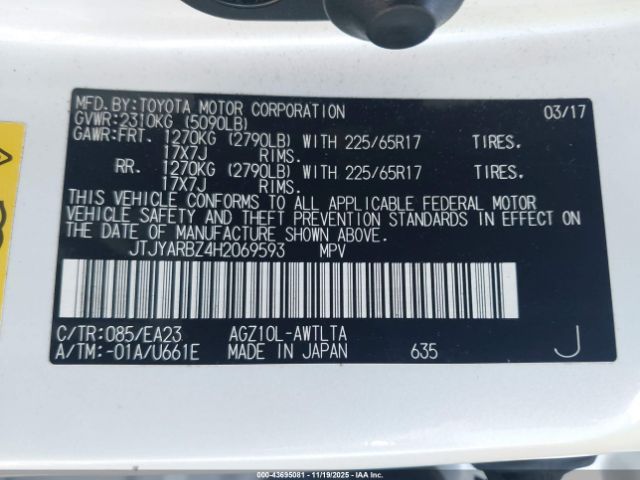 MFD. BY: TOYOTA MOTOR CORPORATION 03/17
GVWR: 2310KG (5090LB)
GAWR: FRT. 1270KG (2790LB) WITH 225/65R17 TIRES.
17X7J RIMS.
RR. 1270KG (2790LB) WITH 225/65R17 TIRES.
17X7J RIMS.
THIS VEHICLE CONFORMS TO ALL APPLICABLE FEDERAL MOTOR
VEHICLE SAFETY AND THEFT PREVENTION STANDARDS IN EFFECT ON
THE DATE OF MANUFACTURE SHOWN ABOVE.
JTJYARBZ4H2069593 MPV
C/TR: 085/EA23 AGZ10L-AWTLTA
A/TM: -01A/U661E MADE IN JAPAN 635 J
000-43695081 - 11/19/2025 - IAA, Inc.